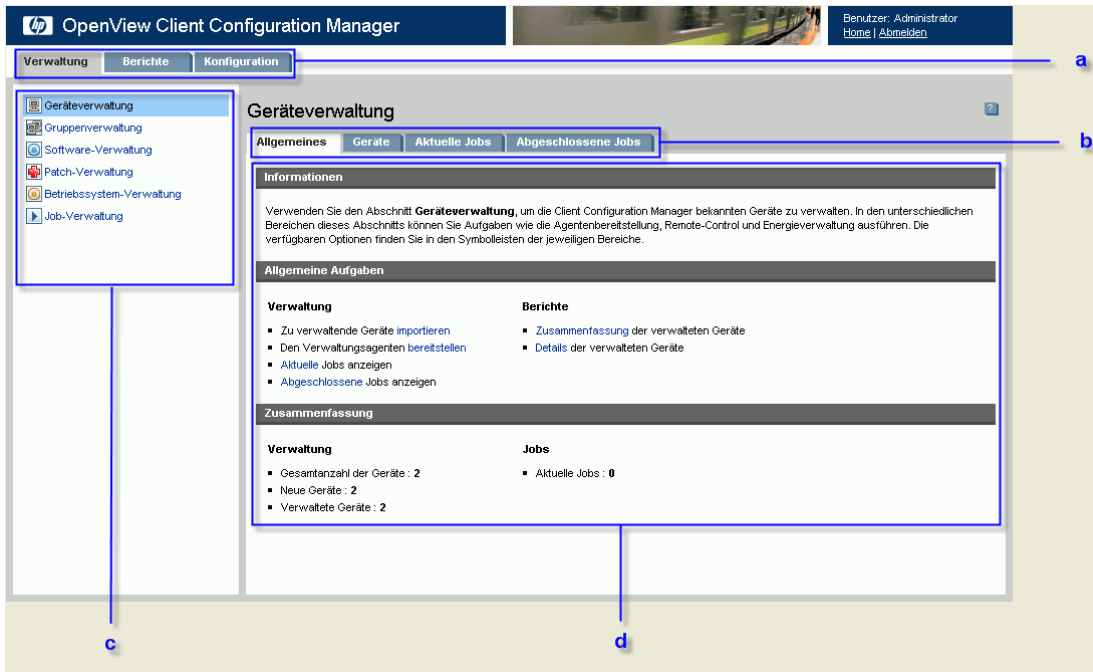 hp OpenView Client Configuration Manager
Benutzer: Administrator
Home | Abmelden
Verwaltung Berichte Konfiguration
a
Geräteverwaltung
Gruppenverwaltung
Software-Verwaltung
Patch-Verwaltung
Betriebssystem-Verwaltung
Job-Verwaltung
Geräteverwaltung
?
Allgemeines Geräte Aktuelle Jobs Abgeschlossene Jobs
b
Informationen
Verwenden Sie den Abschnitt Geräteverwaltung, um die Client Configuration Manager bekannten Geräte zu verwalten. In den unterschiedlichen
Bereichen dieses Abschnitts können Sie Aufgaben wie die Agentenbereitstellung, Remote-Control und Energieverwaltung ausführen. Die
verfügbaren Optionen finden Sie in den Symbolleisten der jeweiligen Bereiche.
Allgemeine Aufgaben
Verwaltung
Zu verwaltende Geräte importieren
Den Verwaltungsagenten bereitstellen
Aktuelle Jobs anzeigen
Abgeschlossene Jobs anzeigen
Berichte
Zusammenfassung der verwalteten Geräte
Details der verwalteten Geräte
Zusammenfassung
Verwaltung
Gesamtanzahl der Geräte : 2
Neue Geräte : 2
Verwaltete Geräte : 2
Jobs
Aktuelle Jobs : 0
c
d